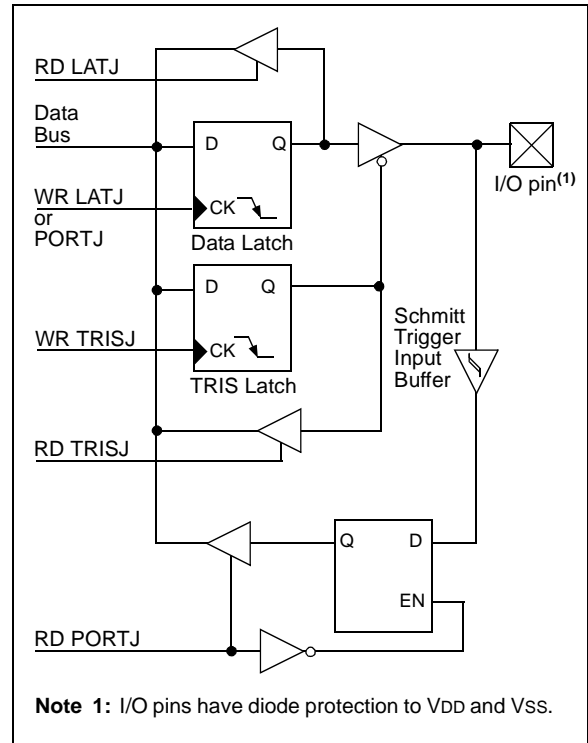 RD LATJ
Data
Bus
D
Q
I/O pin(1)
WR LATJ
or
PORTJ
CK
Data Latch
D
Q
WR TRISJ
CK
TRIS Latch
Schmitt
Trigger
Input
Buffer
RD TRISJ
Q
D
EN
RD PORTJ
Note 1: I/O pins have diode protection to VDD and VSS.